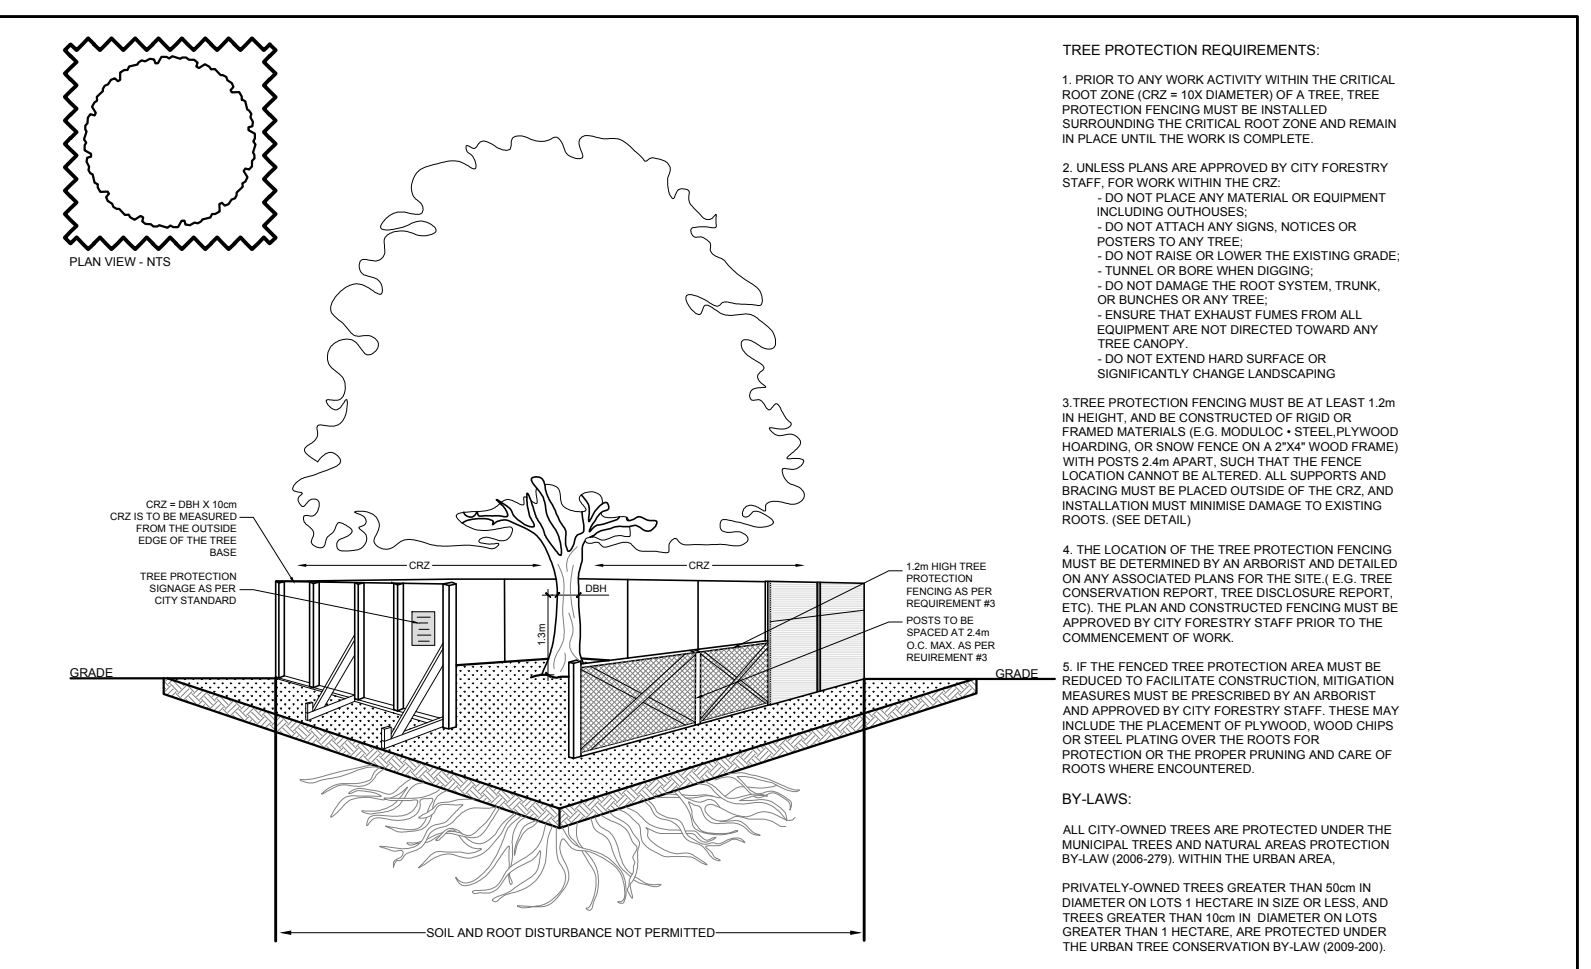 PLAN VIEW - NTS
CRZ = DBH X 10cm
CRZ IS TO BE MEASURED
FROM THE OUTSIDE
EDGE OF THE TREE
BASE
TREE PROTECTION
SIGNAGE AS PER
CITY STANDARD
GRADE
CRZ
CRZ
DBH
1.3m
1.2m HIGH TREE
PROTECTION
FENCING AS PER
REQUIREMENT #3
POSTS TO BE
SPACED AT 2.4m
O.C. MAX. AS PER
REUIREMENT #3
GRADE
SOIL AND ROOT DISTURBANCE NOT PERMITTED
TREE PROTECTION REQUIREMENTS:
1. PRIOR TO ANY WORK ACTIVITY WITHIN THE CRITICAL
ROOT ZONE (CRZ = 10X DIAMETER) OF A TREE, TREE
PROTECTION FENCING MUST BE INSTALLED
SURROUNDING THE CRITICAL ROOT ZONE AND REMAIN
IN PLACE UNTIL THE WORK IS COMPLETE.
2. UNLESS PLANS ARE APPROVED BY CITY FORESTRY
STAFF, FOR WORK WITHIN THE CRZ:
- DO NOT PLACE ANY MATERIAL OR EQUIPMENT
INCLUDING OUTHOUSES;
- DO NOT ATTACH ANY SIGNS, NOTICES OR
POSTERS TO ANY TREE;
- DO NOT RAISE OR LOWER THE EXISTING GRADE;
- TUNNEL OR BORE WHEN DIGGING;
- DO NOT DAMAGE THE ROOT SYSTEM, TRUNK,
OR BUNCHES OR ANY TREE;
- ENSURE THAT EXHAUST FUMES FROM ALL
EQUIPMENT ARE NOT DIRECTED TOWARD ANY
TREE CANOPY.
- DO NOT EXTEND HARD SURFACE OR
SIGNIFICANTLY CHANGE LANDSCAPING
3.TREE PROTECTION FENCING MUST BE AT LEAST 1.2m
IN HEIGHT, AND BE CONSTRUCTED OF RIGID OR
FRAMED MATERIALS (E.G. MODULOC • STEEL,PLYWOOD
HOARDING, OR SNOW FENCE ON A 2"X4" WOOD FRAME)
WITH POSTS 2.4m APART, SUCH THAT THE FENCE
LOCATION CANNOT BE ALTERED. ALL SUPPORTS AND
BRACING MUST BE PLACED OUTSIDE OF THE CRZ, AND
INSTALLATION MUST MINIMISE DAMAGE TO EXISTING
ROOTS. (SEE DETAIL)
4. THE LOCATION OF THE TREE PROTECTION FENCING
MUST BE DETERMINED BY AN ARBORIST AND DETAILED
ON ANY ASSOCIATED PLANS FOR THE SITE.( E.G. TREE
CONSERVATION REPORT, TREE DISCLOSURE REPORT,
ETC). THE PLAN AND CONSTRUCTED FENCING MUST BE
APPROVED BY CITY FORESTRY STAFF PRIOR TO THE
COMMENCEMENT OF WORK.
5. IF THE FENCED TREE PROTECTION AREA MUST BE
REDUCED TO FACILITATE CONSTRUCTION, MITIGATION
MEASURES MUST BE PRESCRIBED BY AN ARBORIST
AND APPROVED BY CITY FORESTRY STAFF. THESE MAY
INCLUDE THE PLACEMENT OF PLYWOOD, WOOD CHIPS
OR STEEL PLATING OVER THE ROOTS FOR
PROTECTION OR THE PROPER PRUNING AND CARE OF
ROOTS WHERE ENCOUNTERED.
BY-LAWS:
ALL CITY-OWNED TREES ARE PROTECTED UNDER THE
MUNICIPAL TREES AND NATURAL AREAS PROTECTION
BY-LAW (2006-279). WITHIN THE URBAN AREA,
PRIVATELY-OWNED TREES GREATER THAN 50cm IN
DIAMETER ON LOTS 1 HECTARE IN SIZE OR LESS, AND
TREES GREATER THAN 10cm IN DIAMETER ON LOTS
GREATER THAN 1 HECTARE, ARE PROTECTED UNDER
THE URBAN TREE CONSERVATION BY-LAW (2009-200).